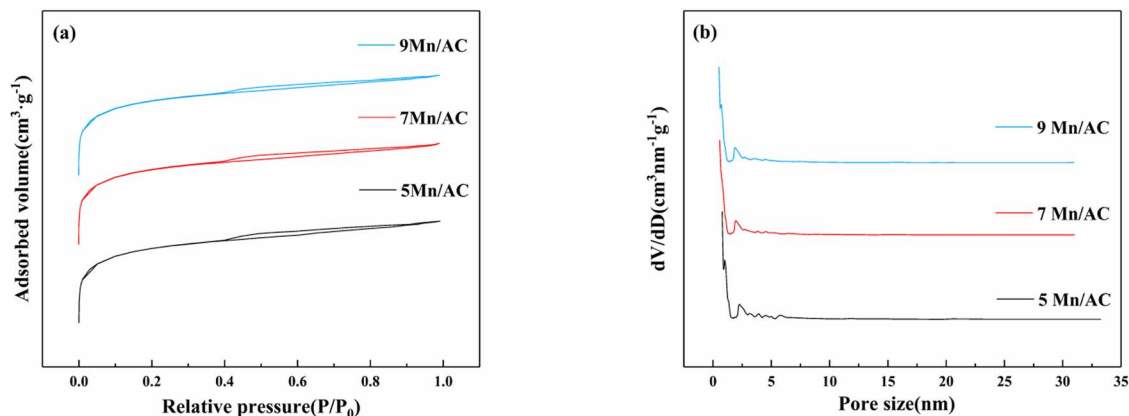 (a)
9Mn/AC
7Mn/AC
5Mn/AC
Adsorbed volume(cm³·g⁻¹)
0.0 0.2 0.4 0.6 0.8 1.0
Relative pressure(P/P₀)
(b)
9 Mn/AC
7 Mn/AC
5 Mn/AC
dV/dD(cm³nm⁻¹g⁻¹)
0 5 10 15 20 25 30 35
Pore size(nm)